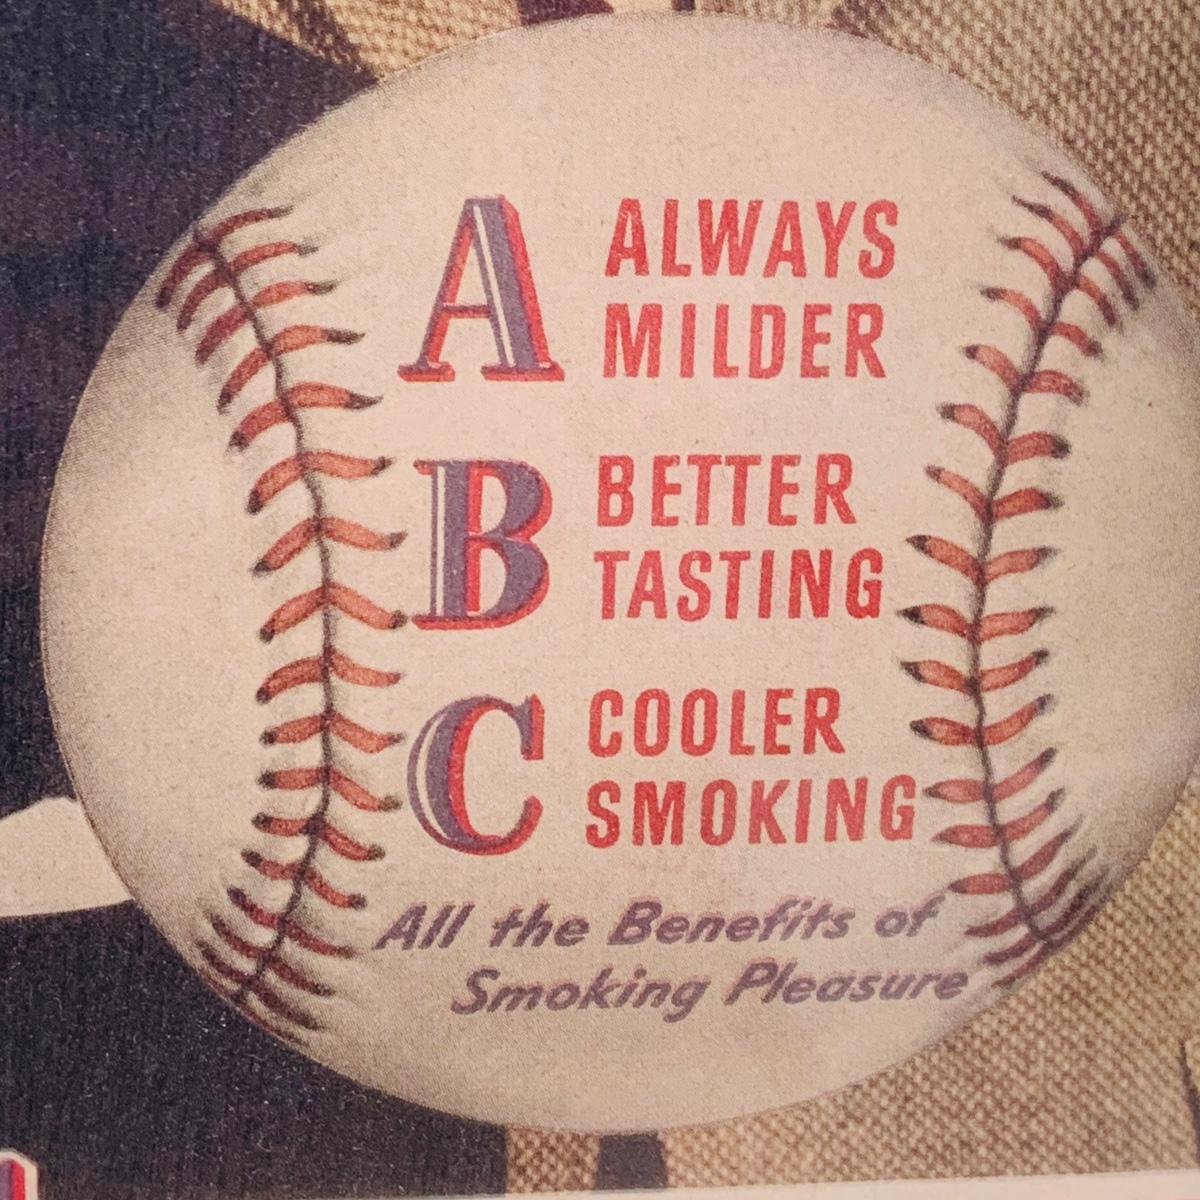 A ALWAYS
MILDER
B BETTER
TASTING
C COOLER
SMOKING
All the Benefits of
Smoking Pleasure